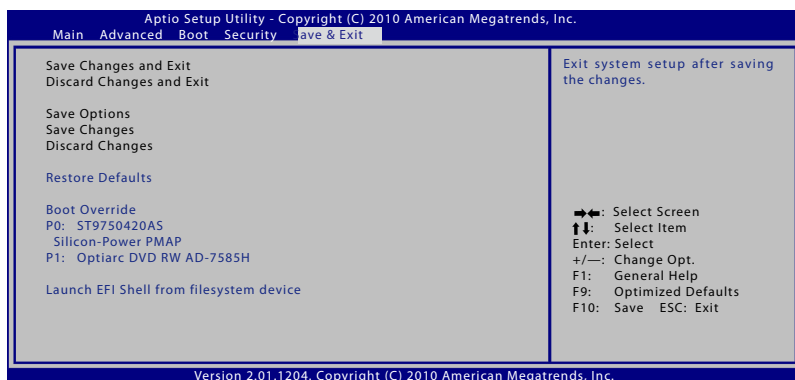 Aptio Setup Utility - Copyright (C) 2010 American Megatrends, Inc.
Main Advanced Boot Security Save & Exit
Save Changes and Exit
Discard Changes and Exit
Save Options
Save Changes
Discard Changes
Restore Defaults
Boot Override
P0: ST9750420AS
Silicon-Power PMAP
P1: Optiarc DVD RW AD-7585H
Launch EFI Shell from filesystem device
Exit system setup after saving
the changes.
→←: Select Screen
↑↓: Select Item
Enter: Select
+/—: Change Opt.
F1: General Help
F9: Optimized Defaults
F10: Save ESC: Exit
Version 2.01.1204. Copyright (C) 2010 American Megatrends, Inc.